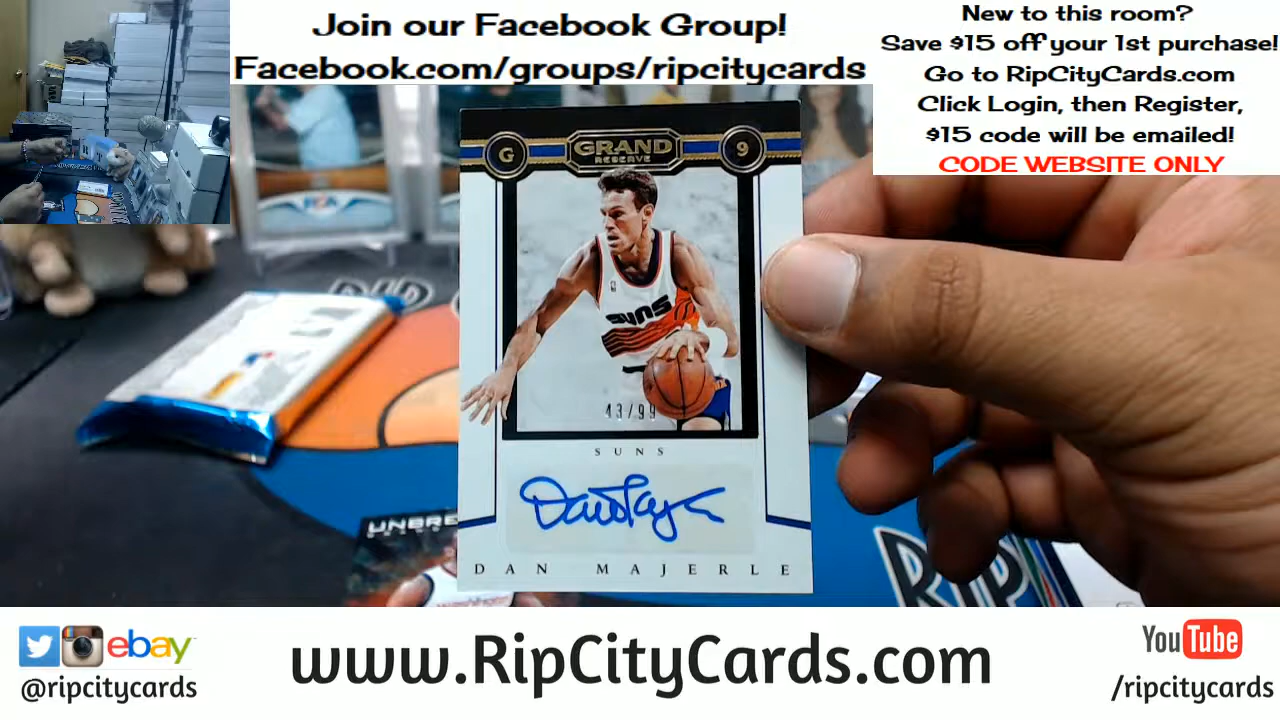 Join our Facebook Group!
Facebook.com/groups/ripcitycards
New to this room?
Save $15 off your 1st purchase!
Go to RipCityCards.com
Click Login, then Register,
$15 code will be emailed!
CODE WEBSITE ONLY
G
GRAND
RESERVE
9
SUNS
43/99
SUNS
DAN MAJERLE
RIP
ebay
@ripcitycards
www.RipCityCards.com
YouTube
/ripcitycards